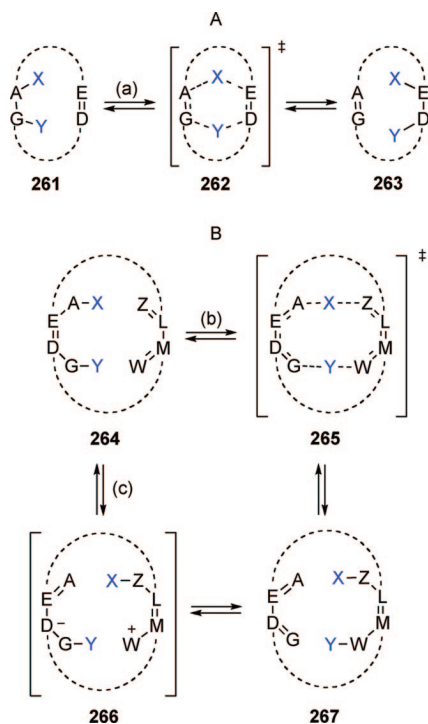 A
X
A
E
(a)
G
D
Y
X
A
E
G
D
Y
‡
A
X
E
G
D
Y
261
262
263
B
A–X
Z
E
L
(b)
D
M
G–Y
W
264
A
X
Z
E
L
D
M
G
Y
W
‡
265
(c)
A
X–Z
E
L
D–
+
M
G–Y
W
266
A
X–Z
E
L
D
M
G
Y–W
267